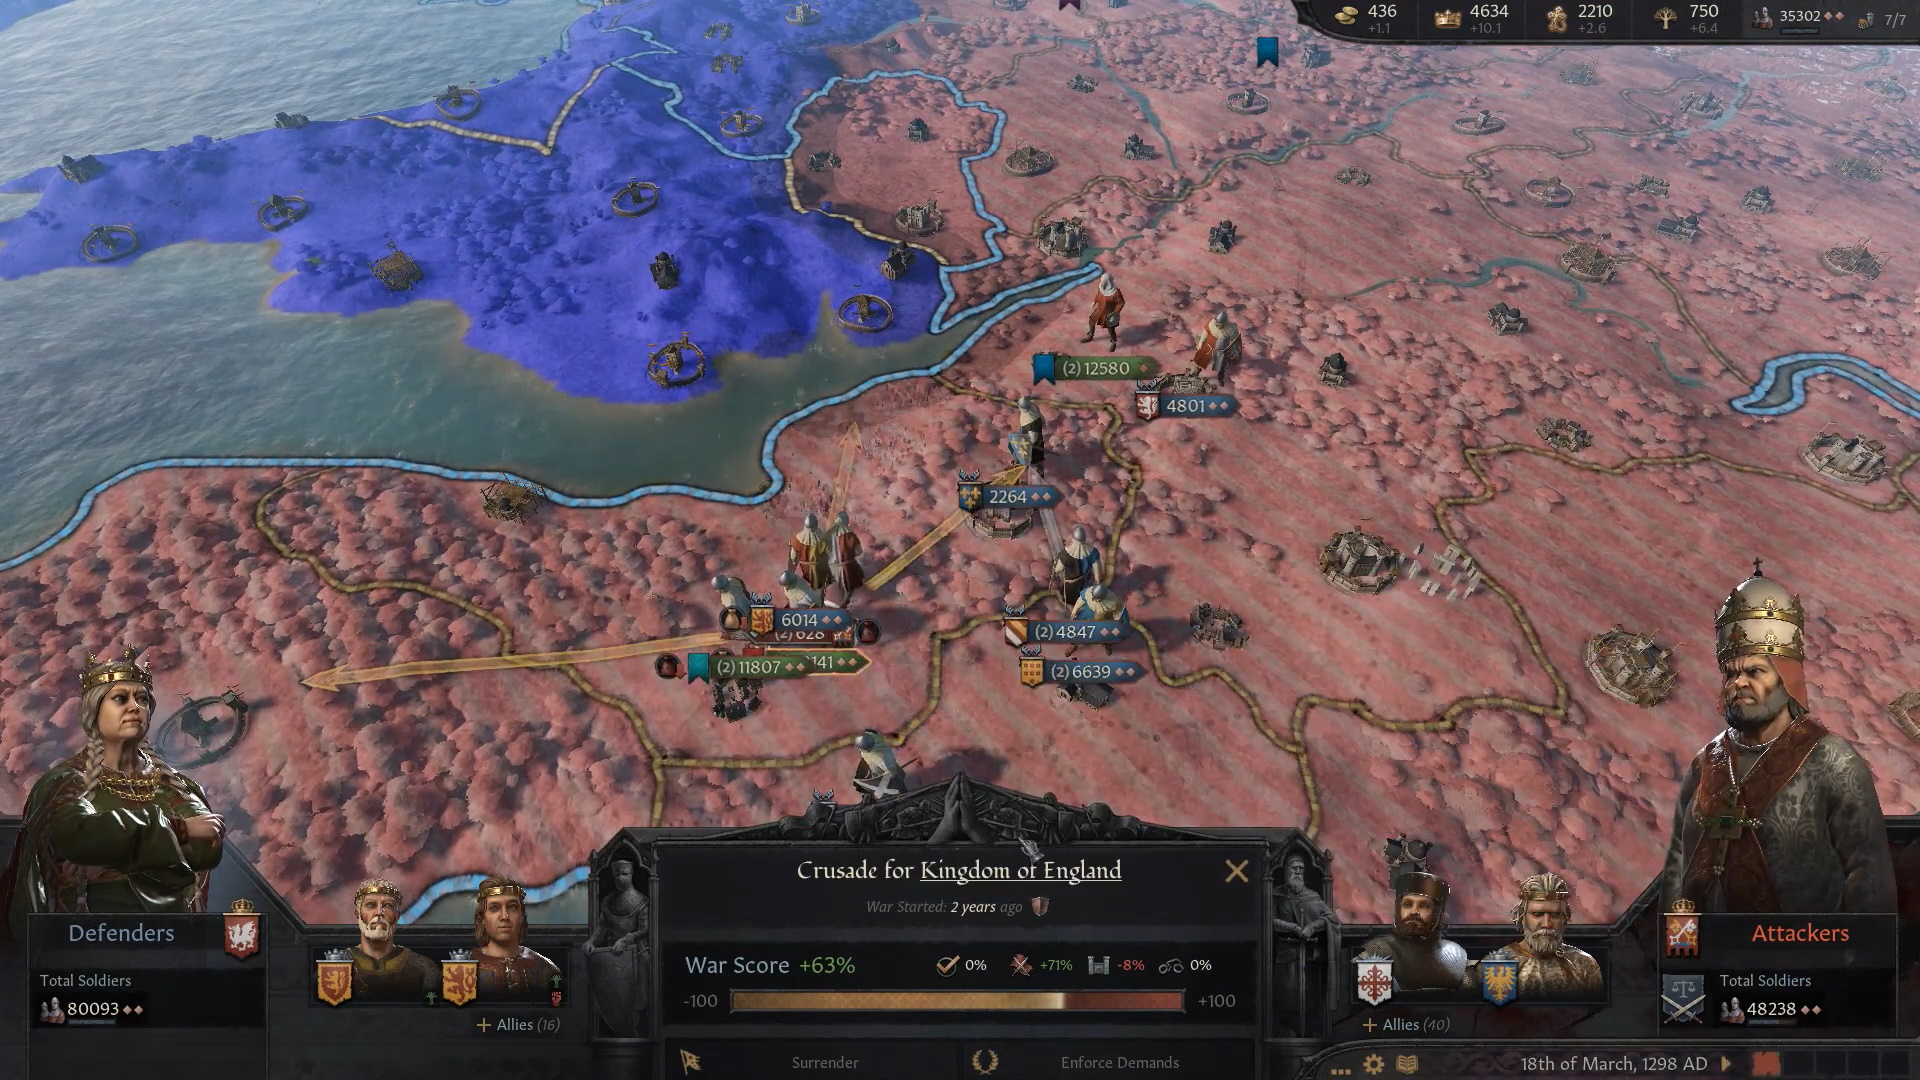 436
+1.1
4634
+10.1
2210
+2.6
750
+6.4
35302
7/7
(2) 12580
4801
2264
6014
(2) 628
(2) 4847
(2) 11807
141
(2) 6639
Crusade for Kingdom of England
War Started: 2 years ago
Defenders
Attackers
War Score +63%
0%
+71%
-8%
0%
Total Soldiers
80093
Total Soldiers
48238
-100
+100
+ Allies (16)
+ Allies (40)
Surrender
Enforce Demands
18th of March, 1298 AD